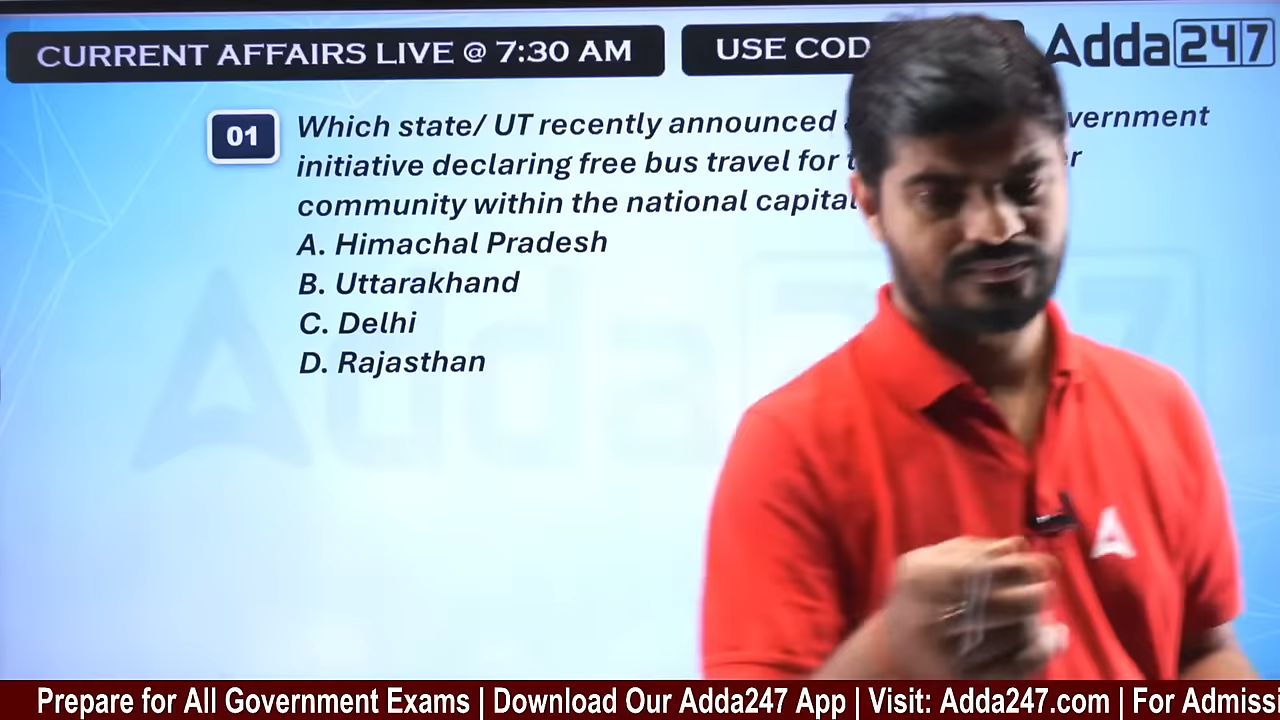 CURRENT AFFAIRS LIVE @ 7:30 AM
USE COD
Adda247
01
Which state/ UT recently announced vernment
initiative declaring free bus travel for
community within the national capital
A. Himachal Pradesh
B. Uttarakhand
C. Delhi
D. Rajasthan
Prepare for All Government Exams | Download Our Adda247 App | Visit: Adda247.com | For Admissi